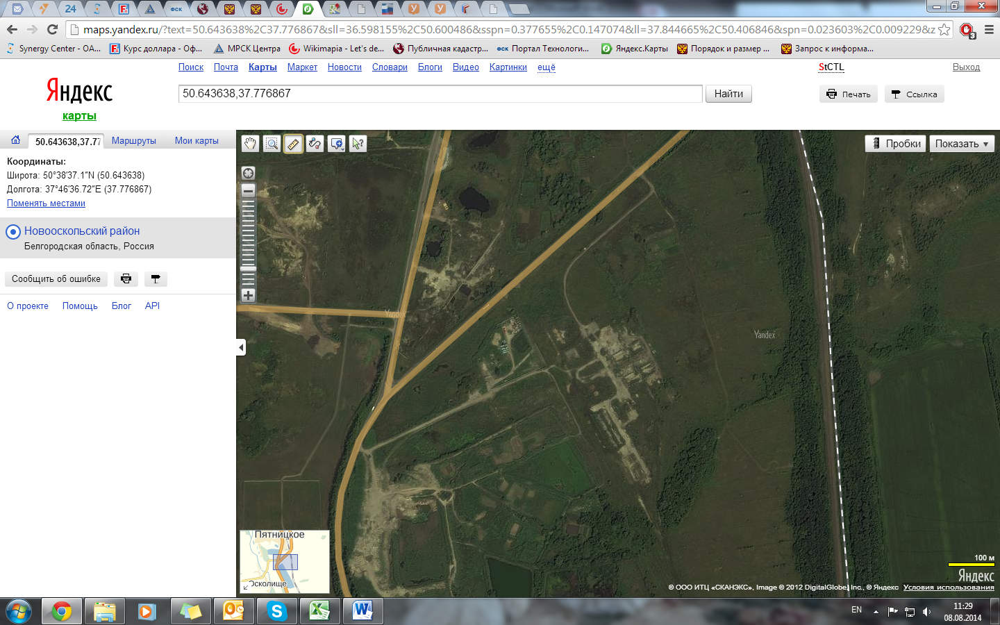 24
ФСК
У
У
maps.yandex.ru/?text=50.643638%2C37.776867&sll=36.598155%2C50.600486&sspn=0.377655%2C0.147074&ll=37.844665%2C50.406846&spn=0.023603%2C0.009229&z
3
Synergy Center - OA...
Курс доллара - Оф...
МРСК Центра
Wikimapia - Let's de...
Публичная кадастр...
ФСК Портал Технологи...
Яндекс.Карты
Порядок и размер ...
Запрос к информа...
Поиск Почта Карты Маркет Новости Словари Блоги Видео Картинки ещё
StCTL
Выход
Яндекс
карты
50.643638,37.776867
Найти
Печать
Ссылка
50.643638,37.77
Маршруты
Мои карты
Координаты:
Широта: 50°38′37.1″N (50.643638)
Долгота: 37°46′36.72″E (37.776867)
Поменять местами
Новооскольский район
Белгородская область, Россия
Сообщить об ошибке
О проекте Помощь Блог API
Пробки
Показать
Yandex
Yandex
Пятницкое
Осколище
100 м
Яндекс
© ООО ИТЦ «СКАНЭКС», Image © 2012 DigitalGlobe, Inc., © Яндекс Условия использования
EN
11:29
08.08.2014